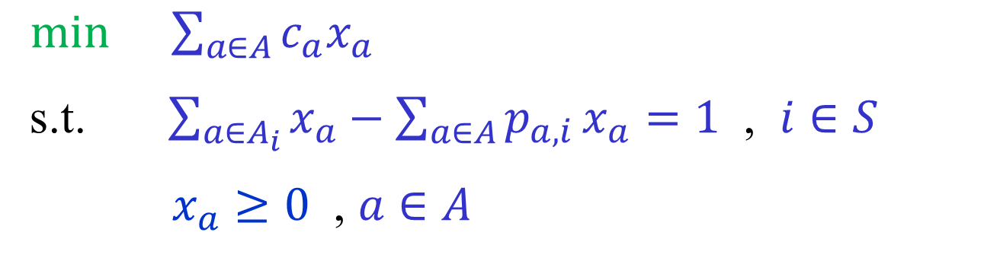 min ∑_{a∈A} c_a x_a
s.t. ∑_{a∈A_i} x_a − ∑_{a∈A} p_{a,i} x_a = 1 , i ∈ S
x_a ≥ 0 , a ∈ A